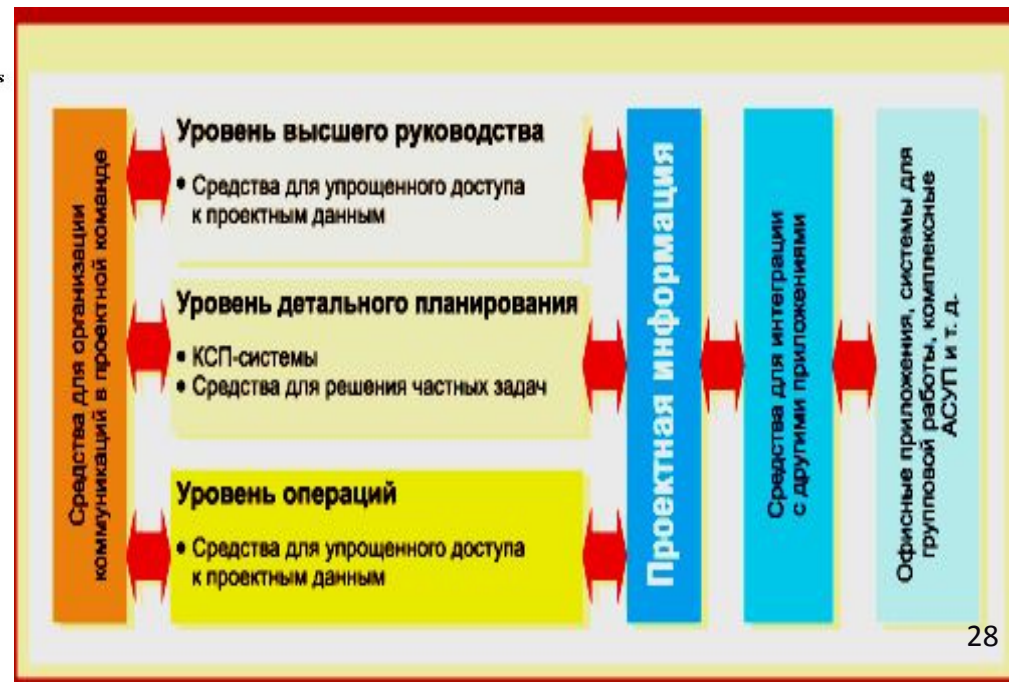 s
Средства для организации
коммуникаций в проектной команде
Уровень высшего руководства
• Средства для упрощенного доступа
к проектным данным
Уровень детального планирования
• КСП-системы
• Средства для решения частных задач
Уровень операций
• Средства для упрощенного доступа
к проектным данным
Проектная информация
Средства для интеграции
с другими приложениями
Офисные приложения, системы для
групповой работы, комплексные
АСУП и т. д.
28